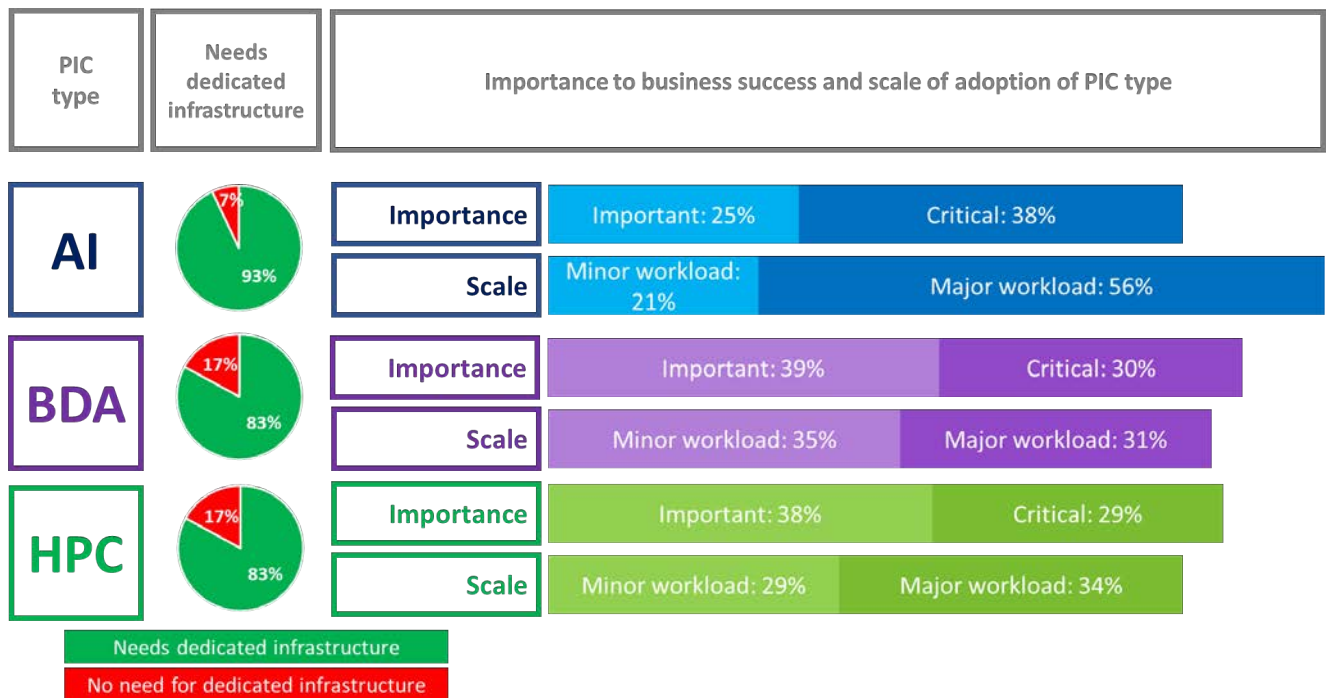 PIC
type
Needs
dedicated
infrastructure
Importance to business success and scale of adoption of PIC type
AI
7%
93%
Importance
Important: 25%
Critical: 38%
Scale
Minor workload:
21%
Major workload: 56%
BDA
17%
83%
Importance
Important: 39%
Critical: 30%
Scale
Minor workload: 35%
Major workload: 31%
HPC
17%
83%
Importance
Important: 38%
Critical: 29%
Scale
Minor workload: 29%
Major workload: 34%
Needs dedicated infrastructure
No need for dedicated infrastructure